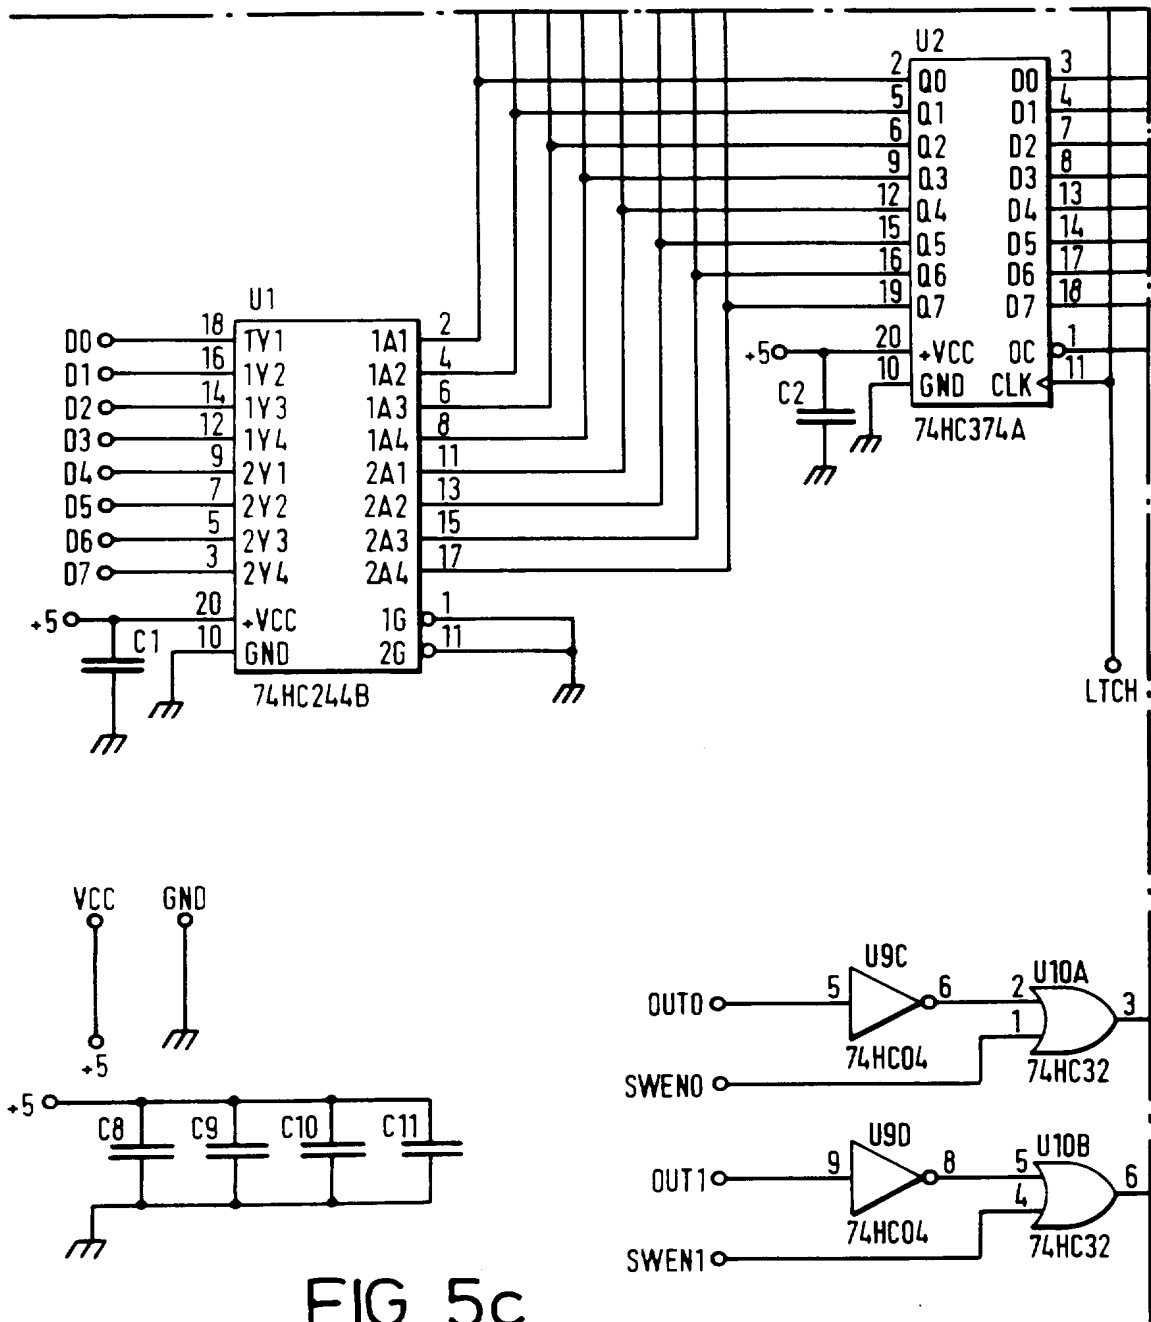 U2
2 Q0 D0 3
5 Q1 D1 4
6 Q2 D2 7
9 Q3 D3 8
12 Q4 D4 13
15 Q5 D5 14
16 Q6 D6 17
19 Q7 D7 18
+5 20 +VCC OC 1
10 GND CLK 11
C2
74HC374A
U1
D0 18 1Y1 1A1 2
D1 16 1Y2 1A2 4
D2 14 1Y3 1A3 6
D3 12 1Y4 1A4 8
D4 9 2Y1 2A1 11
D5 7 2Y2 2A2 13
D6 5 2Y3 2A3 15
D7 3 2Y4 2A4 17
+5 20 +VCC 1G 1
C1 10 GND 2G 11
74HC244B
LTCH
VCC GND
+5
+5
C8 C9 C10 C11
U9C U10A
OUT0 5 6 2 3
1
74HC04 74HC32
SWEN0
U9D U10B
OUT1 9 8 5 6
4
74HC04 74HC32
SWEN1
FIG 5c